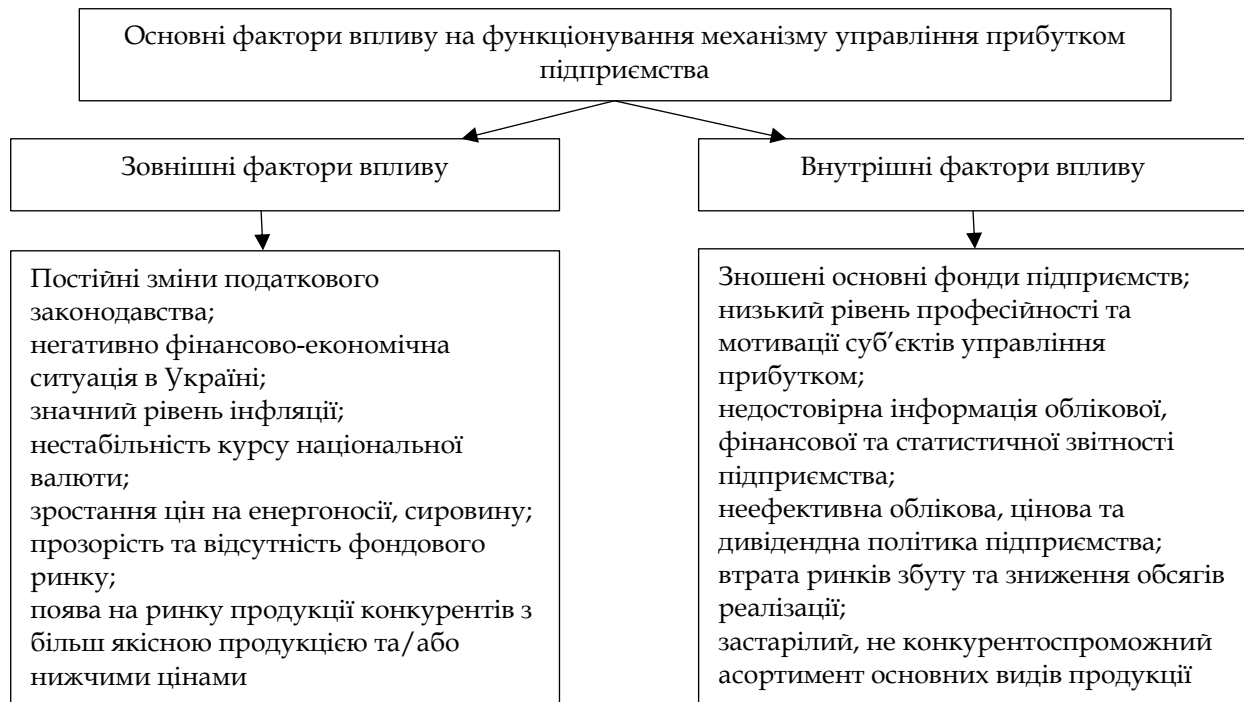 Основні фактори впливу на функціонування механізму управління прибутком
підприємства
Зовнішні фактори впливу
Внутрішні фактори впливу
Постійні зміни податкового
законодавства;
негативно фінансово-економічна
ситуація в Україні;
значний рівень інфляції;
нестабільність курсу національної
валюти;
зростання цін на енергоносії, сировину;
прозорість та відсутність фондового
ринку;
поява на ринку продукції конкурентів з
більш якісною продукцією та/або
нижчими цінами
Зношені основні фонди підприємств;
низький рівень професійності та
мотивації суб’єктів управління
прибутком;
недостовірна інформація облікової,
фінансової та статистичної звітності
підприємства;
неефективна облікова, цінова та
дивідендна політика підприємства;
втрата ринків збуту та зниження обсягів
реалізації;
застарілий, не конкурентоспроможний
асортимент основних видів продукції